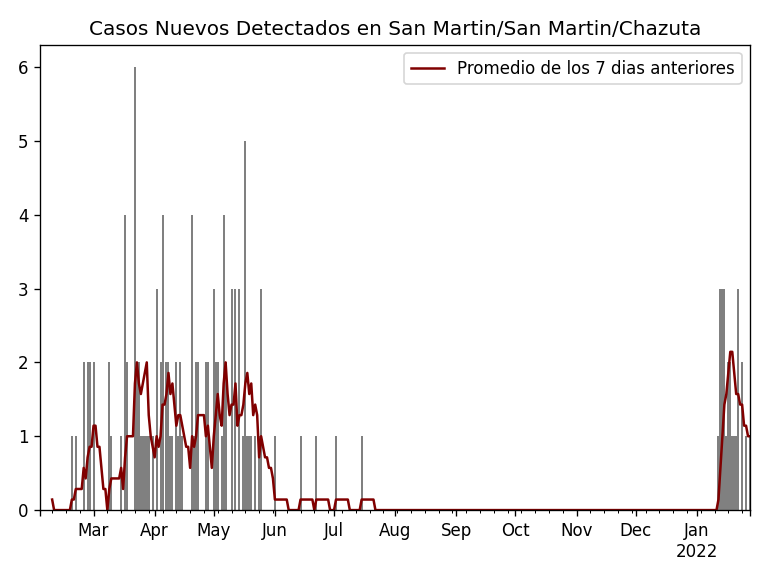 Casos Nuevos Detectados en San Martin/San Martin/Chazuta
Promedio de los 7 dias anteriores
6
5
4
3
2
1
0
Mar Apr May Jun Jul Aug Sep Oct Nov Dec Jan
2022